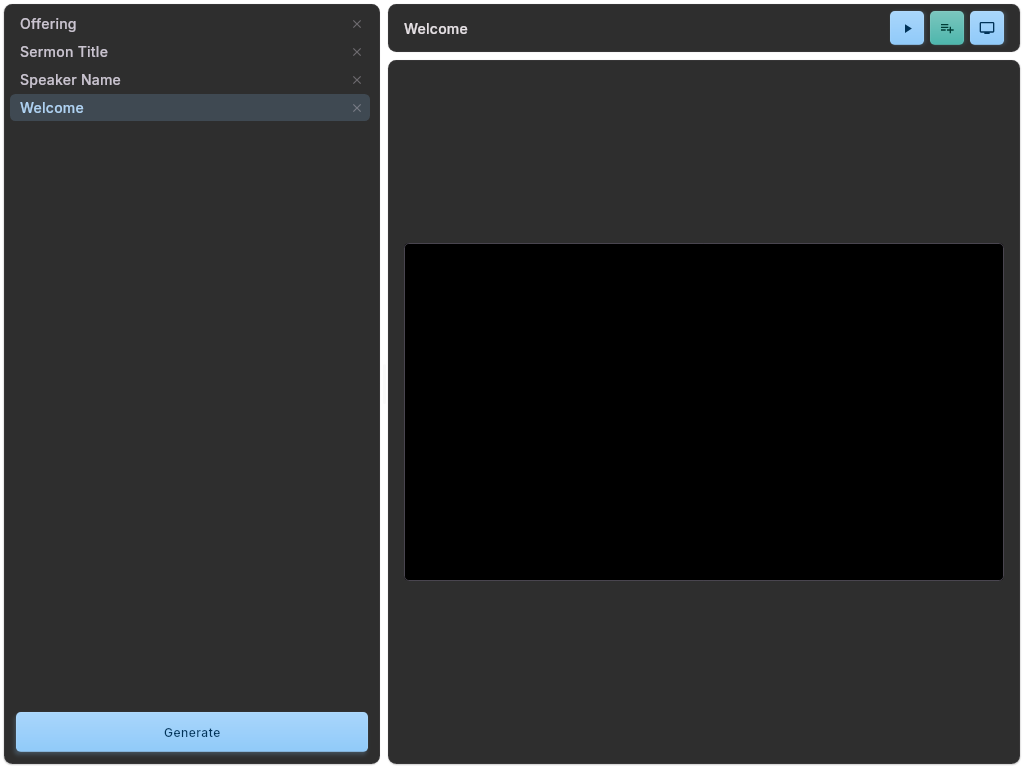 Offering
Sermon Title
Speaker Name
Welcome
Generate
Welcome